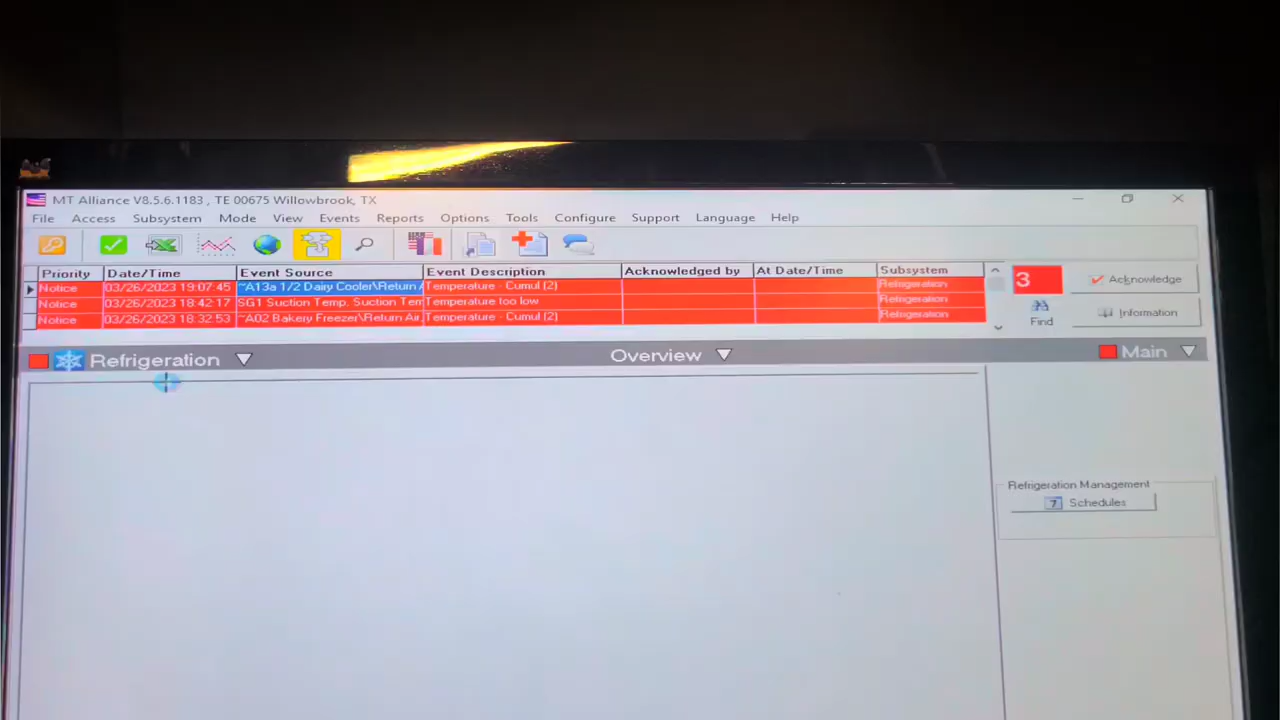 MT Alliance V8.5.6.1183 , TE 00675 Willowbrook, TX
File Access Subsystem Mode View Events Reports Options Tools Configure Support Language Help
Priority Date/Time Event Source Event Description Acknowledged by At Date/Time Subsystem
Notice 03/26/2023 19:07:45 ~A13a 1/2 Dairy Cooler\Return A Temperature - Cumul (2) Refrigeration
Notice 03/26/2023 18:42:17 SG1 Suction Temp. Suction Tem Temperature too low Refrigeration
Notice 03/26/2023 18:32:53 ~A02 Bakery Freezer\Return Air, Temperature - Cumul (2) Refrigeration
3
Acknowledge
Find
Information
Refrigeration Overview Main
Refrigeration Management
7 Schedules